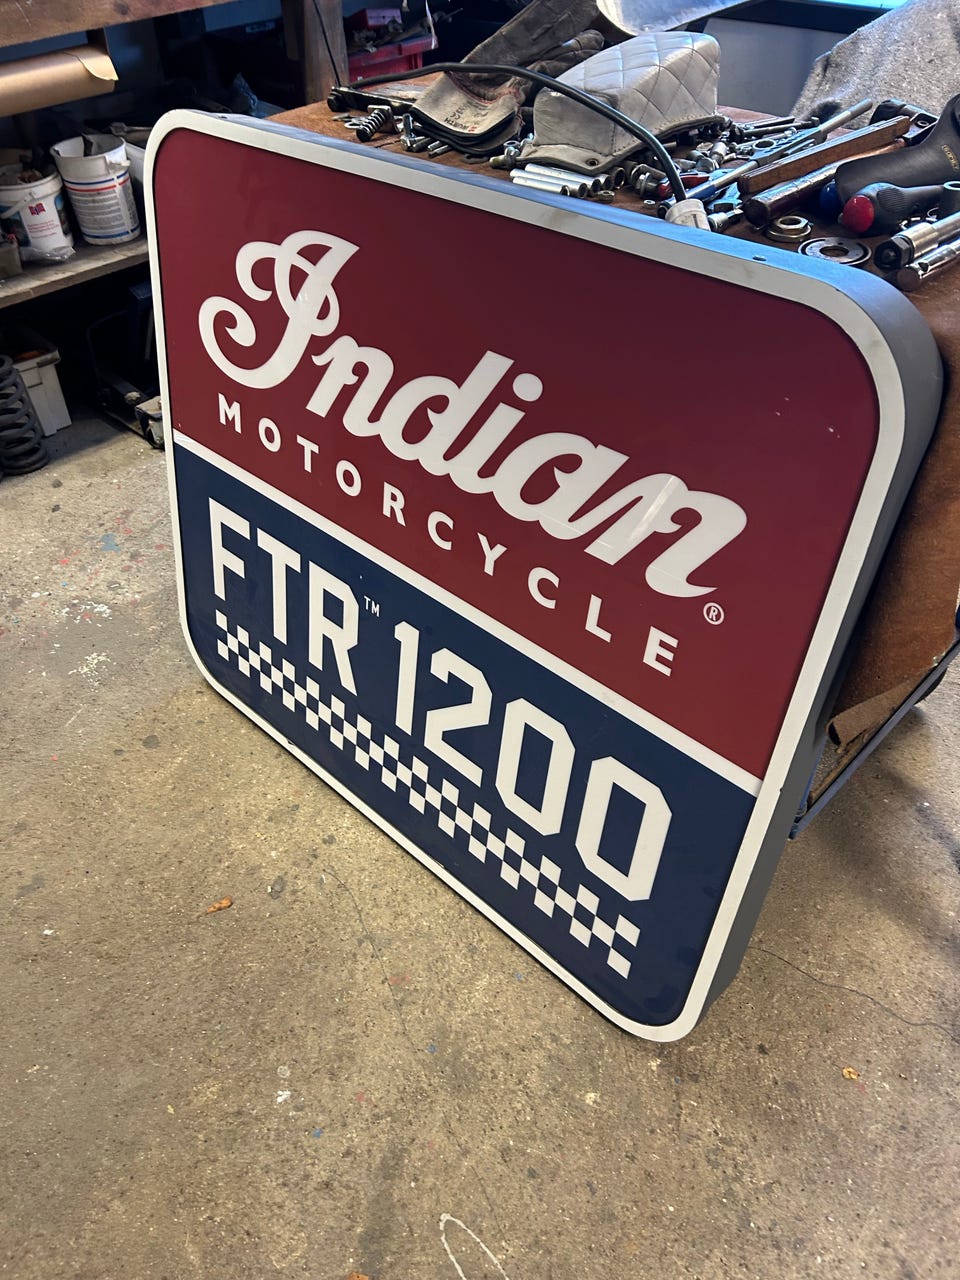 Indian
MOTORCYCLE®
FTR™ 1200